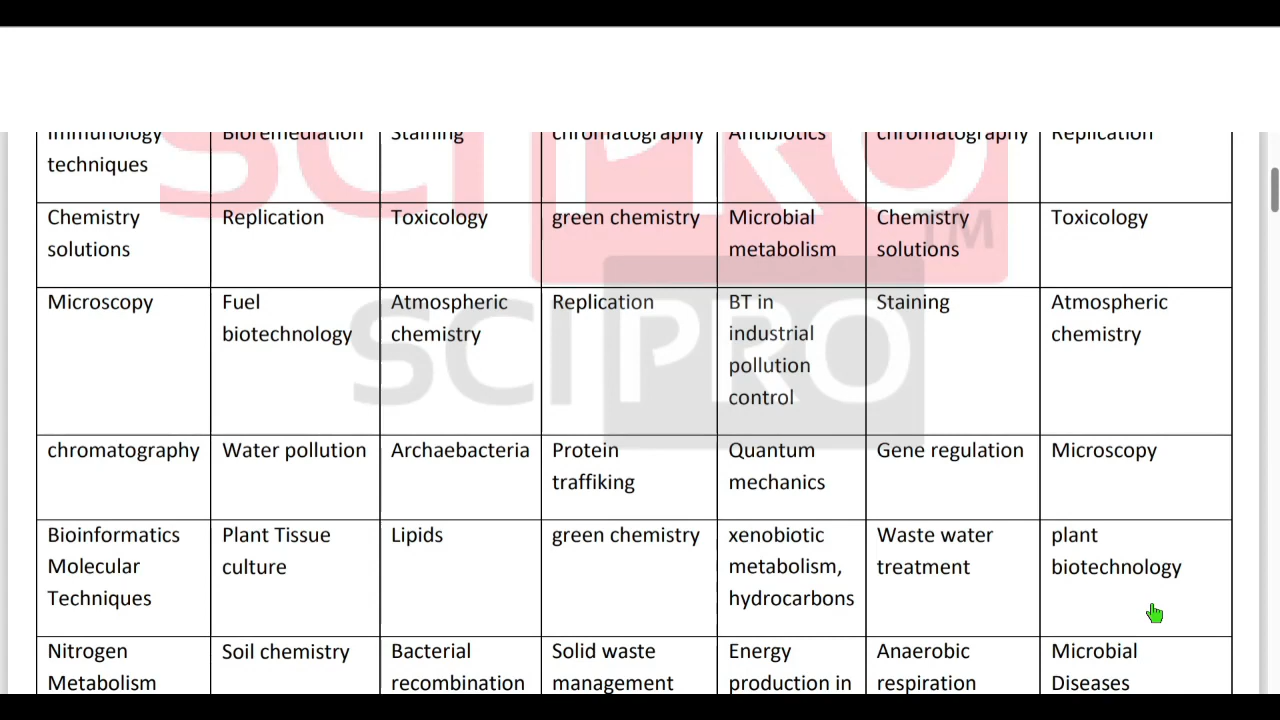 Immunology Bioremediation Staining chromatography Antibiotics chromatography Replication
techniques
Chemistry Replication Toxicology green chemistry Microbial Chemistry Toxicology
solutions metabolism solutions
Microscopy Fuel Atmospheric Replication BT in Staining Atmospheric
biotechnology chemistry industrial chemistry
pollution
control
chromatography Water pollution Archaebacteria Protein Quantum Gene regulation Microscopy
traffiking mechanics
Bioinformatics Plant Tissue Lipids green chemistry xenobiotic Waste water plant
Molecular culture metabolism, treatment biotechnology
Techniques hydrocarbons
Nitrogen Soil chemistry Bacterial Solid waste Energy Anaerobic Microbial
Metabolism recombination management production in respiration Diseases
SCIPRO
TM
SCIPRO